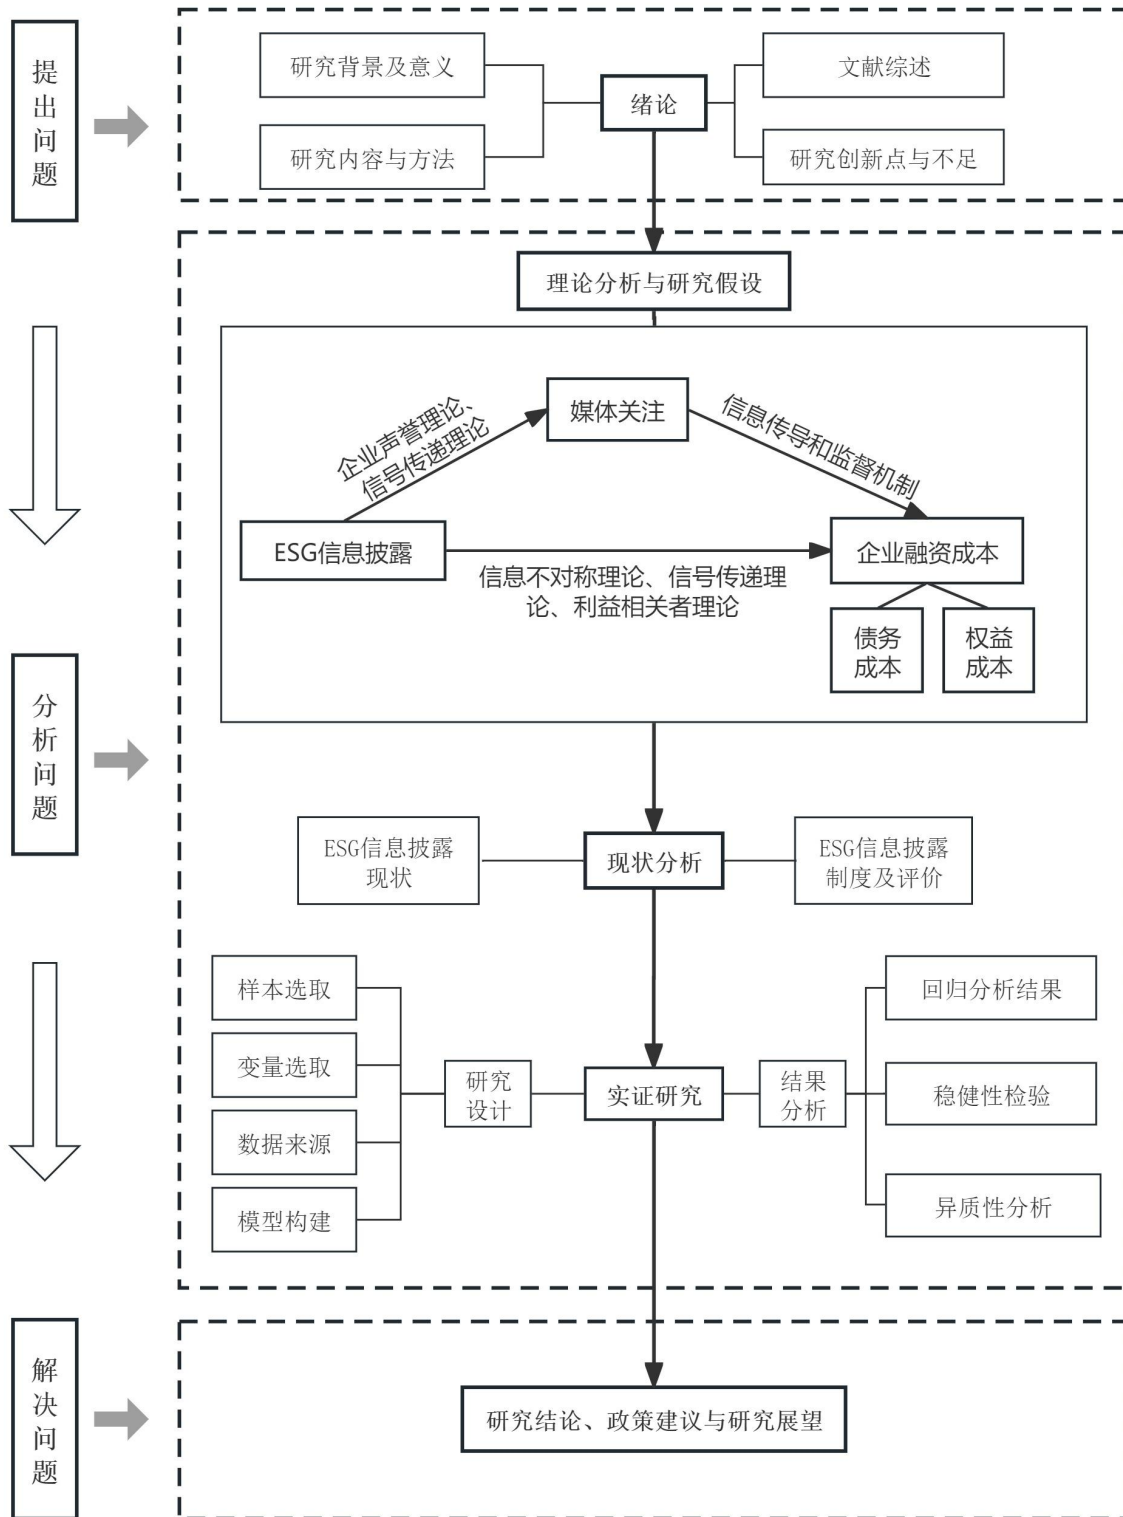 提出问题
研究背景及意义
文献综述
绪论
研究内容与方法
研究创新点与不足
理论分析与研究假设
媒体关注
企业声誉理论、
信号传递理论
信息传导和监督机制
ESG信息披露
企业融资成本
信息不对称理论、信号传递理
论、利益相关者理论
债务
成本
权益
成本
分析问题
ESG信息披露
现状
现状分析
ESG信息披露
制度及评价
样本选取
变量选取
数据来源
模型构建
研究
设计
实证研究
结果
分析
回归分析结果
稳健性检验
异质性分析
解决问题
研究结论、政策建议与研究展望